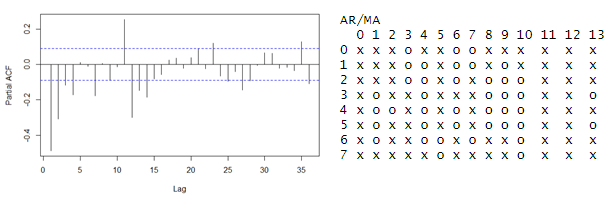 Partial ACF
0.2
0.0
-0.2
-0.4
0 5 10 15 20 25 30 35
Lag
AR/MA
0 1 2 3 4 5 6 7 8 9 10 11 12 13
0 x x x o x x o o x x o x x x
1 x x x o o x o o x x o x x x
2 x x x o o x o o x x o x x x
3 x o x o x x o x x x o x x o
4 x o o o x x o o o x o x x x
5 x o x o x x o o o x o x x o
6 x o x x o x o o x x o x x x
7 x x x x x o x x x x o x x x